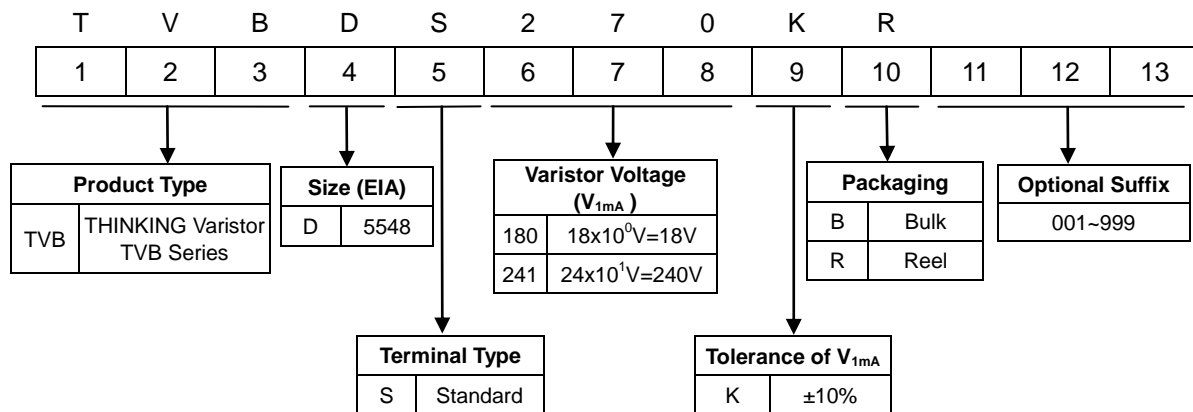 T V B D S 2 7 0 K R
1 2 3 4 5 6 7 8 9 10 11 12 13
Product Type
TVB THINKING Varistor
TVB Series
Size (EIA)
D 5548
Varistor Voltage
(V1mA)
180 18x10⁰V=18V
241 24x10¹V=240V
Packaging
B Bulk
R Reel
Optional Suffix
001~999
Terminal Type
S Standard
Tolerance of V1mA
K ±10%